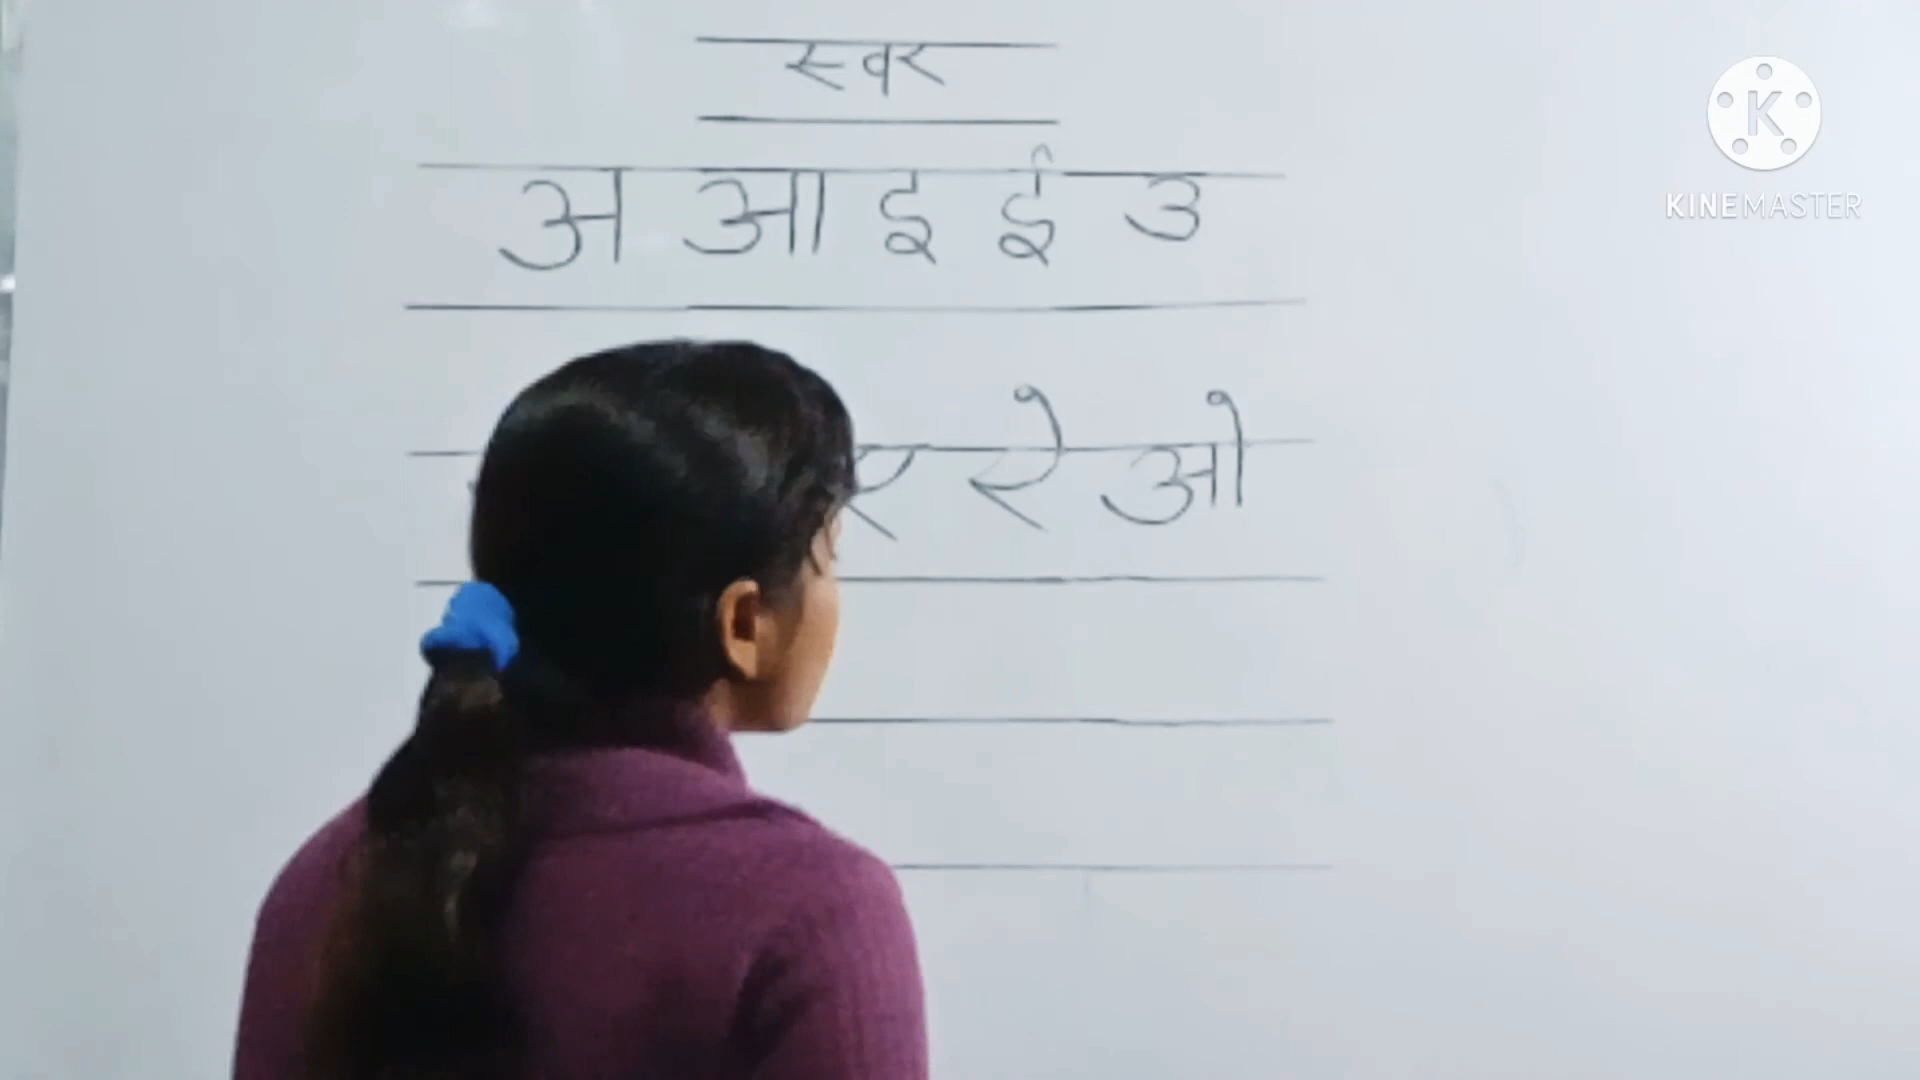 स्वर
अ आ इ ई उ
ए ऐ ओ
K
KINEMASTER